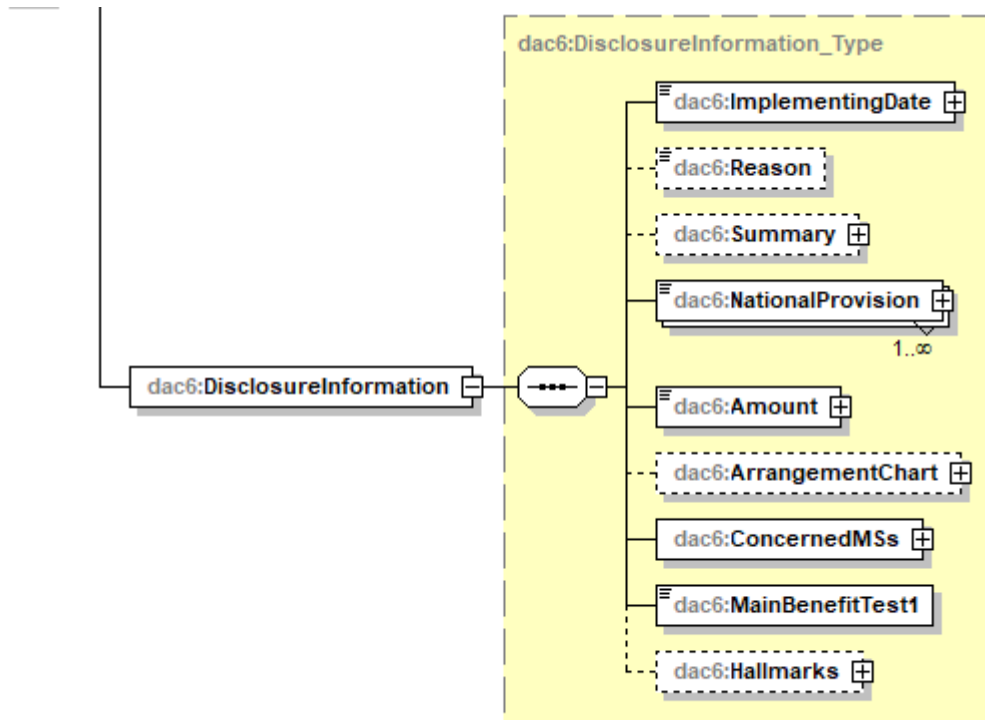 dac6:DisclosureInformation_Type
dac6:ImplementingDate
dac6:Reason
dac6:Summary
dac6:NationalProvision
1..∞
dac6:DisclosureInformation
dac6:Amount
dac6:ArrangementChart
dac6:ConcernedMSs
dac6:MainBenefitTest1
dac6:Hallmarks